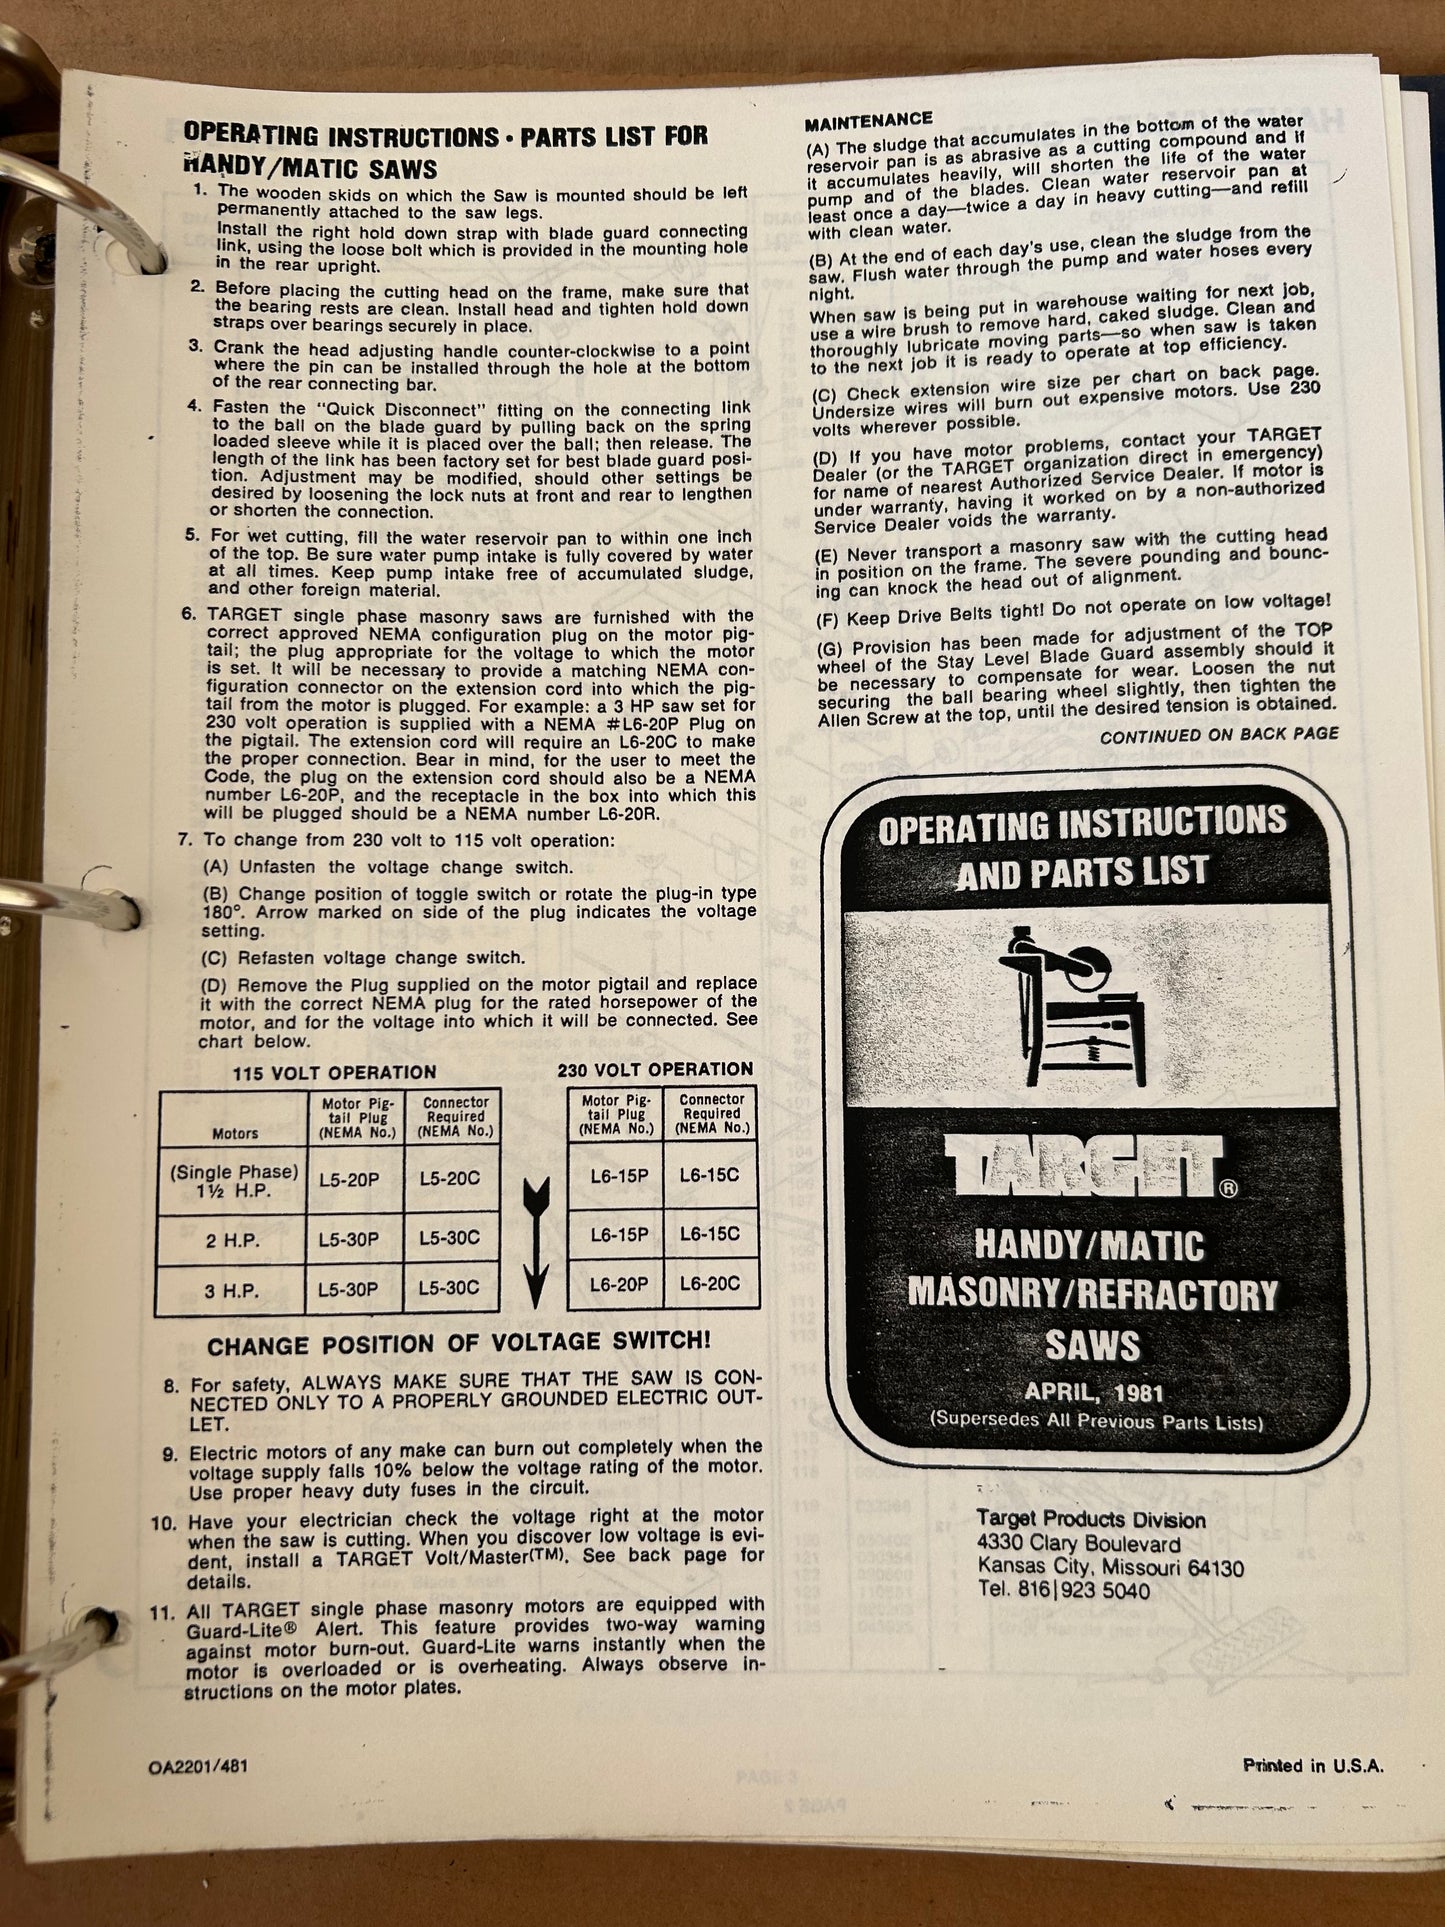 OPERATING INSTRUCTIONS • PARTS LIST FOR
HANDY/MATIC SAWS
1. The wooden skids on which the Saw is mounted should be left
permanently attached to the saw legs.
Install the right hold down strap with blade guard connecting
link, using the loose bolt which is provided in the mounting hole
in the rear upright.
2. Before placing the cutting head on the frame, make sure that
the bearing rests are clean. Install head and tighten hold down
straps over bearings securely in place.
3. Crank the head adjusting handle counter-clockwise to a point
where the pin can be installed through the hole at the bottom
of the rear connecting bar.
4. Fasten the "Quick Disconnect" fitting on the connecting link
to the ball on the blade guard by pulling back on the spring
loaded sleeve while it is placed over the ball; then release. The
length of the link has been factory set for best blade guard posi-
tion. Adjustment may be modified, should other settings be
desired by loosening the lock nuts at front and rear to lengthen
or shorten the connection.
5. For wet cutting, fill the water reservoir pan to within one inch
of the top. Be sure water pump intake is fully covered by water
at all times. Keep pump intake free of accumulated sludge,
and other foreign material.
6. TARGET single phase masonry saws are furnished with the
correct approved NEMA configuration plug on the motor pig-
tail; the plug appropriate for the voltage to which the motor
is set. It will be necessary to provide a matching NEMA con-
figuration connector on the extension cord into which the pig-
tail from the motor is plugged. For example: a 3 HP saw set for
230 volt operation is supplied with a NEMA #L6-20P Plug on
the pigtail. The extension cord will require an L6-20C to make
the proper connection. Bear in mind, for the user to meet the
Code, the plug on the extension cord should also be a NEMA
number L6-20P, and the receptacle in the box into which this
will be plugged should be a NEMA number L6-20R.
7. To change from 230 volt to 115 volt operation:
(A) Unfasten the voltage change switch.
(B) Change position of toggle switch or rotate the plug-in type
180°. Arrow marked on side of the plug indicates the voltage
setting.
(C) Refasten voltage change switch.
(D) Remove the Plug supplied on the motor pigtail and replace
it with the correct NEMA plug for the rated horsepower of the
motor, and for the voltage into which it will be connected. See
chart below.
115 VOLT OPERATION 230 VOLT OPERATION
Motor Pig- Connector Motor Pig- Connector
tail Plug Required tail Plug Required
Motors (NEMA No.) (NEMA No.) (NEMA No.) (NEMA No.)
(Single Phase)
1½ H.P. L5-20P L5-20C L6-15P L6-15C
2 H.P. L5-30P L5-30C L6-15P L6-15C
3 H.P. L5-30P L5-30C L6-20P L6-20C
CHANGE POSITION OF VOLTAGE SWITCH!
8. For safety, ALWAYS MAKE SURE THAT THE SAW IS CON-
NECTED ONLY TO A PROPERLY GROUNDED ELECTRIC OUT-
LET.
9. Electric motors of any make can burn out completely when the
voltage supply falls 10% below the voltage rating of the motor.
Use proper heavy duty fuses in the circuit.
10. Have your electrician check the voltage right at the motor
when the saw is cutting. When you discover low voltage is evi-
dent, install a TARGET Volt/Master(TM). See back page for
details.
11. All TARGET single phase masonry motors are equipped with
Guard-Lite® Alert. This feature provides two-way warning
against motor burn-out. Guard-Lite warns instantly when the
motor is overloaded or is overheating. Always observe in-
structions on the motor plates.
OA2201/481
MAINTENANCE
(A) The sludge that accumulates in the bottom of the water
reservoir pan is as abrasive as a cutting compound and if
it accumulates heavily, will shorten the life of the water
pump and of the blades. Clean water reservoir pan at
least once a day—twice a day in heavy cutting—and refill
with clean water.
(B) At the end of each day's use, clean the sludge from the
saw. Flush water through the pump and water hoses every
night.
When saw is being put in warehouse waiting for next job,
use a wire brush to remove hard, caked sludge. Clean and
thoroughly lubricate moving parts—so when saw is taken
to the next job it is ready to operate at top efficiency.
(C) Check extension wire size per chart on back page.
Undersize wires will burn out expensive motors. Use 230
volts wherever possible.
(D) If you have motor problems, contact your TARGET
Dealer (or the TARGET organization direct in emergency)
for name of nearest Authorized Service Dealer. If motor is
under warranty, having it worked on by a non-authorized
Service Dealer voids the warranty.
(E) Never transport a masonry saw with the cutting head
in position on the frame. The severe pounding and bounc-
ing can knock the head out of alignment.
(F) Keep Drive Belts tight! Do not operate on low voltage!
(G) Provision has been made for adjustment of the TOP
wheel of the Stay Level Blade Guard assembly should it
be necessary to compensate for wear. Loosen the nut
securing the ball bearing wheel slightly, then tighten the
Allen Screw at the top, until the desired tension is obtained.
CONTINUED ON BACK PAGE
OPERATING INSTRUCTIONS
AND PARTS LIST
TARGET®
HANDY/MATIC
MASONRY/REFRACTORY
SAWS
APRIL, 1981
(Supersedes All Previous Parts Lists)
Target Products Division
4330 Clary Boulevard
Kansas City, Missouri 64130
Tel. 816|923 5040
Printed in U.S.A.